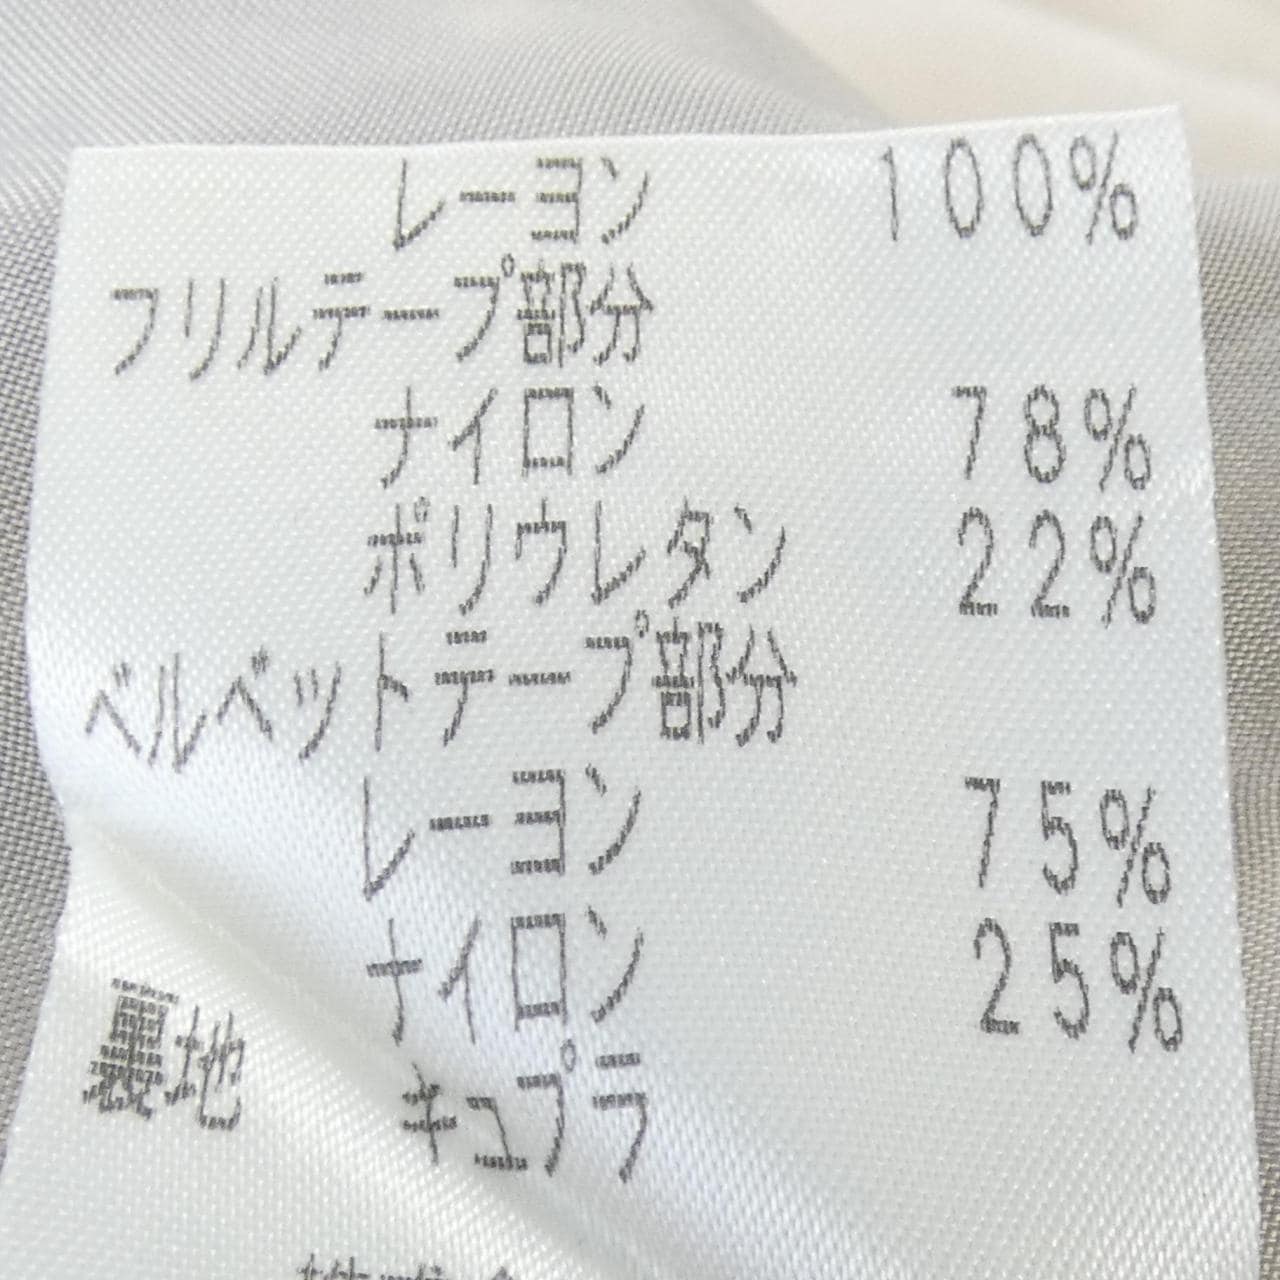 レーヨン 100%
フリルテープ部分
ナイロン 78%
ポリウレタン 22%
ベルベットテープ部分
レーヨン 75%
ナイロン 25%
裏地 キュプラ